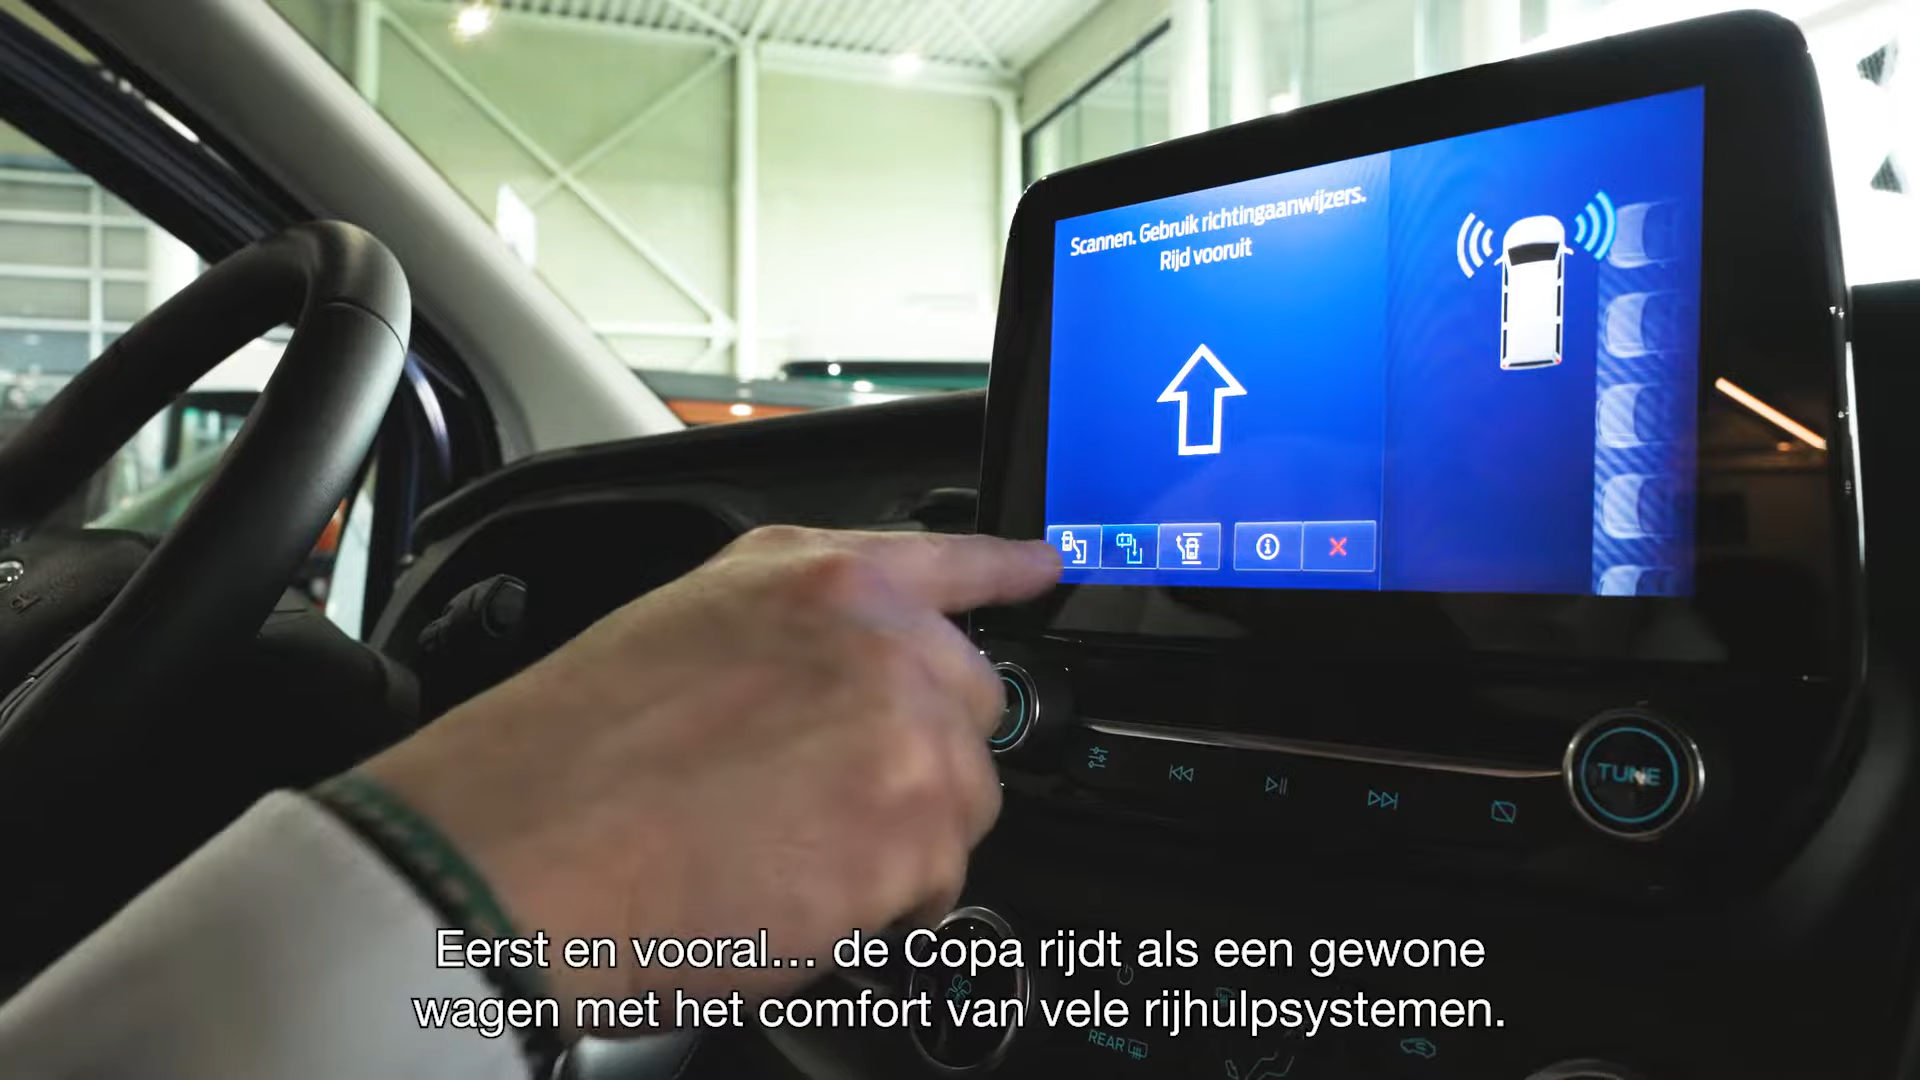 Scannen. Gebruik richtingaanwijzers.
Rijd vooruit
TUNE
REAR
Eerst en vooral... de Copa rijdt als een gewone
wagen met het comfort van vele rijhulpsystemen.